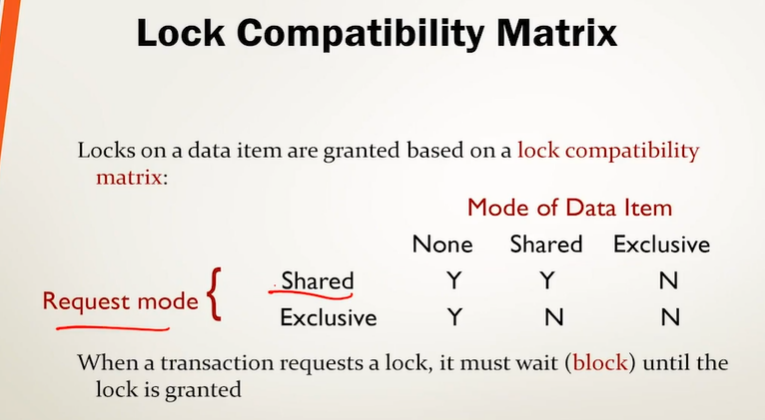 Lock Compatibility Matrix
Locks on a data item are granted based on a lock compatibility
matrix:
Mode of Data Item
None Shared Exclusive
Request mode { Shared Y Y N
Exclusive Y N N
When a transaction requests a lock, it must wait (block) until the
lock is granted